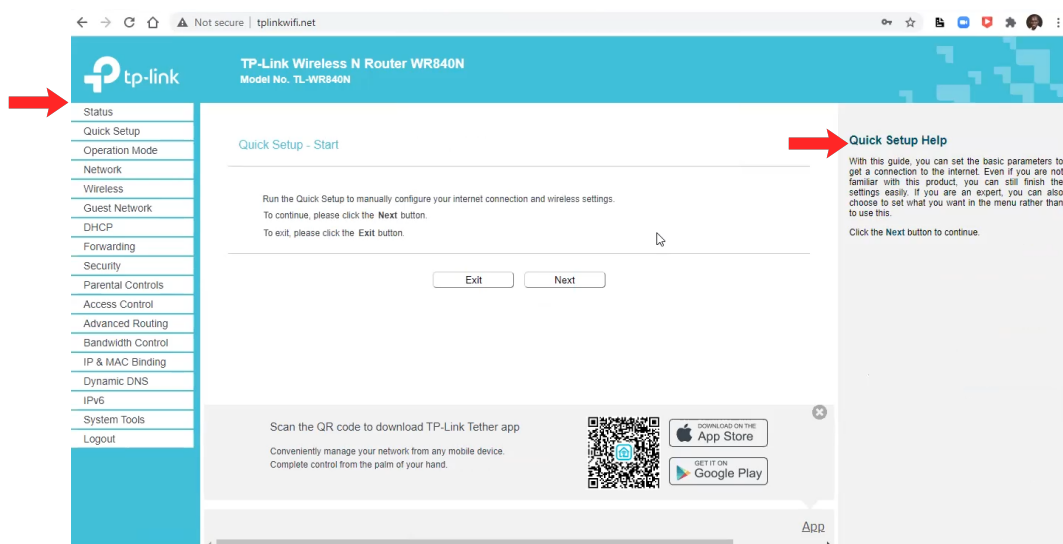 Not secure | tplinkwifi.net
tp-link
TP-Link Wireless N Router WR840N
Model No. TL-WR840N
Status
Quick Setup
Operation Mode
Network
Wireless
Guest Network
DHCP
Forwarding
Security
Parental Controls
Access Control
Advanced Routing
Bandwidth Control
IP & MAC Binding
Dynamic DNS
IPv6
System Tools
Logout
Quick Setup - Start
Run the Quick Setup to manually configure your internet connection and wireless settings.
To continue, please click the Next button.
To exit, please click the Exit button.
Exit
Next
Scan the QR code to download TP-Link Tether app
Conveniently manage your network from any mobile device.
Complete control from the palm of your hand.
DOWNLOAD ON THE
App Store
GET IT ON
Google Play
App
Quick Setup Help
With this guide, you can set the basic parameters to
get a connection to the internet. Even if you are not
familiar with this product, you can still finish the
settings easily. If you are an expert, you can also
choose to set what you want in the menu rather than
to use this.
Click the Next button to continue.